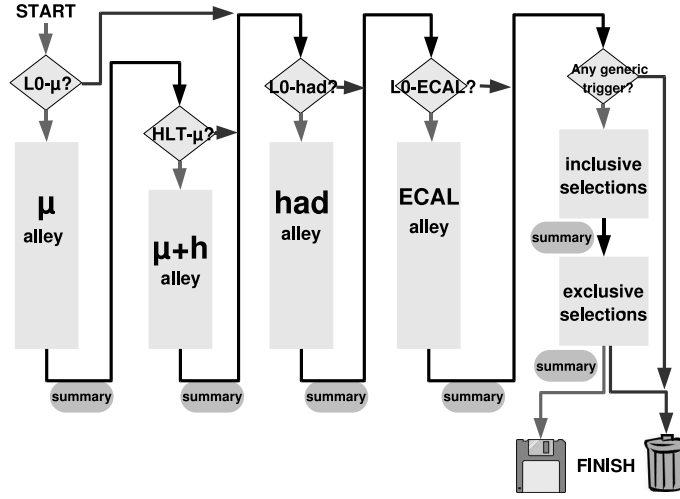 START
L0-μ?
HLT-μ?
L0-had?
L0-ECAL?
Any generic
trigger?
μ
alley
μ+h
alley
had
alley
ECAL
alley
inclusive
selections
summary
exclusive
selections
summary
summary
summary
summary
summary
FINISH